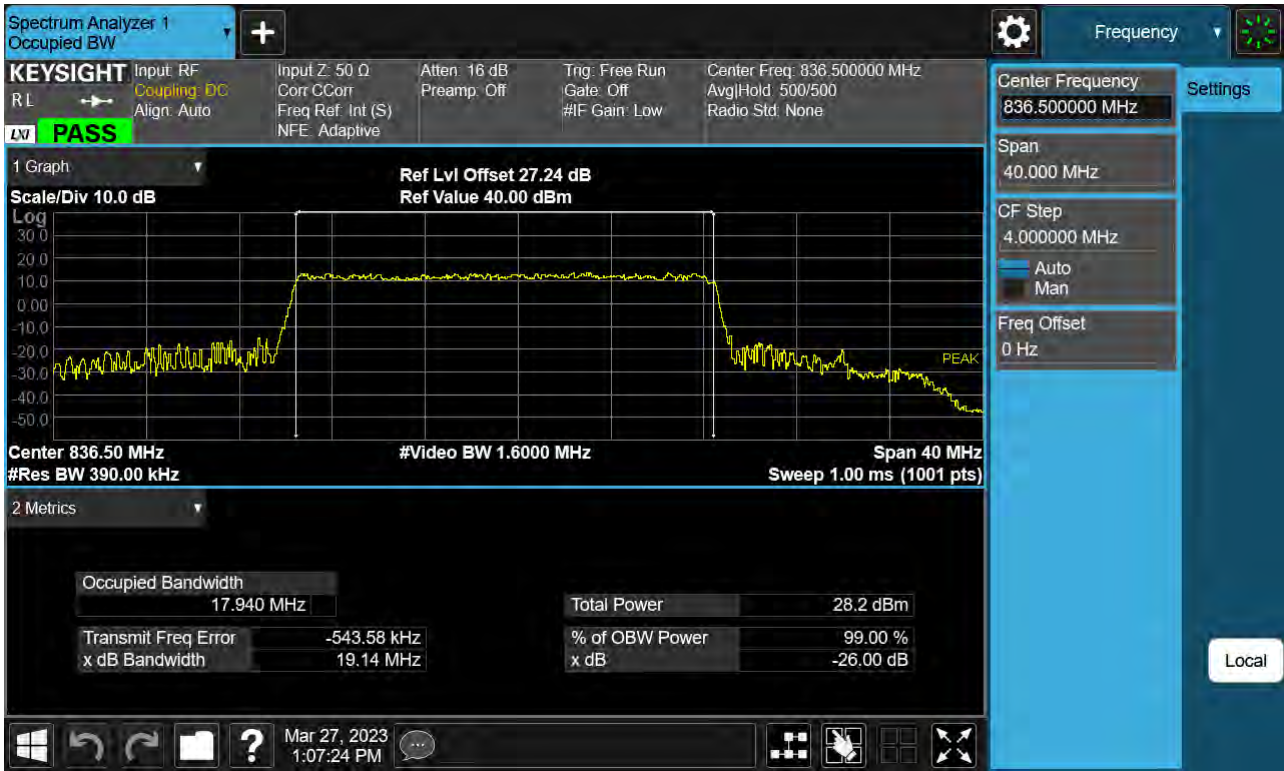 Spectrum Analyzer 1
Occupied BW
+
Frequency
KEYSIGHT
RL
LXI
PASS
Input: RF
Coupling: DC
Align: Auto
Input Z: 50 Ω
Corr CCorr
Freq Ref: Int (S)
NFE: Adaptive
Atten: 16 dB
Preamp: Off
Trig: Free Run
Gate: Off
#IF Gain: Low
Center Freq: 836.500000 MHz
Avg|Hold: 500/500
Radio Std: None
Center Frequency
836.500000 MHz
Settings
Span
40.000 MHz
CF Step
4.000000 MHz
Auto
Man
Freq Offset
0 Hz
Local
1 Graph
Scale/Div 10.0 dB
Ref Lvl Offset 27.24 dB
Ref Value 40.00 dBm
Log
30.0
20.0
10.0
0.00
-10.0
-20.0
-30.0
-40.0
-50.0
PEAK
Center 836.50 MHz
#Video BW 1.6000 MHz
Span 40 MHz
#Res BW 390.00 kHz
Sweep 1.00 ms (1001 pts)
2 Metrics
Occupied Bandwidth
17.940 MHz
Total Power 28.2 dBm
Transmit Freq Error -543.58 kHz
% of OBW Power 99.00 %
x dB Bandwidth 19.14 MHz
x dB -26.00 dB
?
Mar 27, 2023
1:07:24 PM